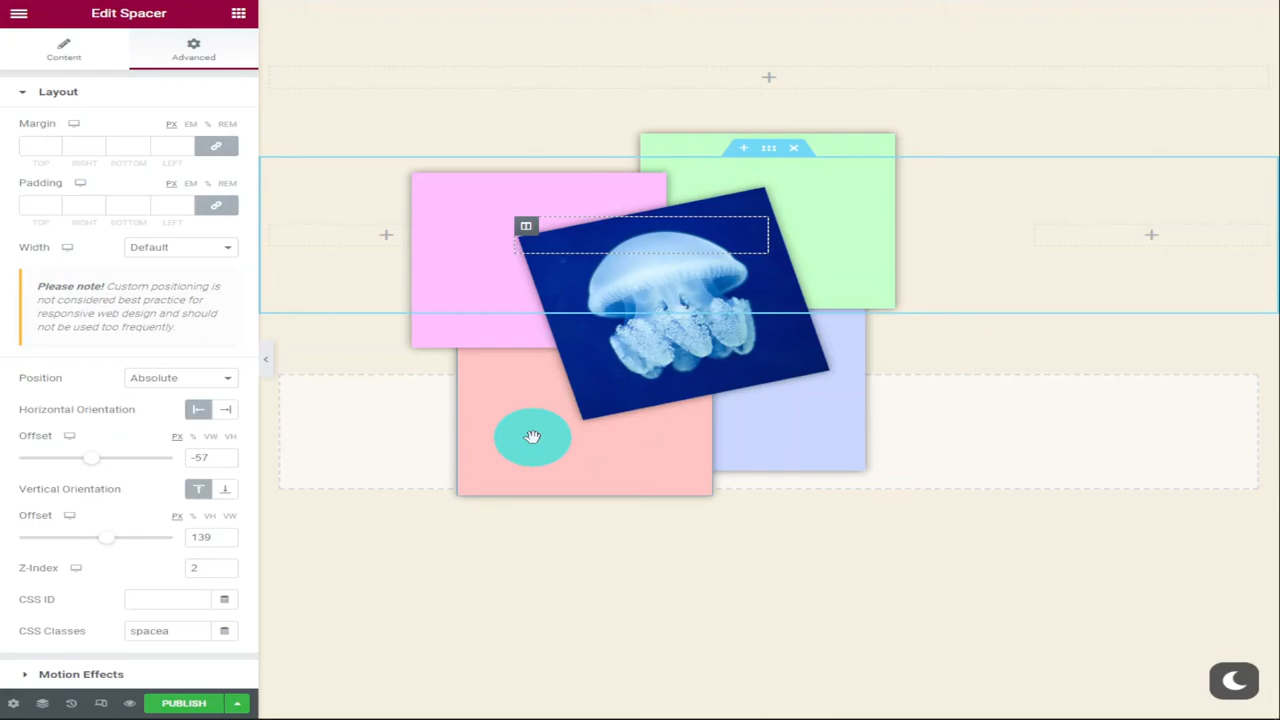 Edit Spacer
Content
Advanced
Layout
Margin PX EM % REM
TOP RIGHT BOTTOM LEFT
Padding PX EM % REM
TOP RIGHT BOTTOM LEFT
Width Default
Please note! Custom positioning is
not considered best practice for
responsive web design and should
not be used too frequently.
Position Absolute
Horizontal Orientation
Offset PX % VW VH
-57
Vertical Orientation
Offset PX % VH VW
139
Z-Index 2
CSS ID
CSS Classes spacea
Motion Effects
PUBLISH